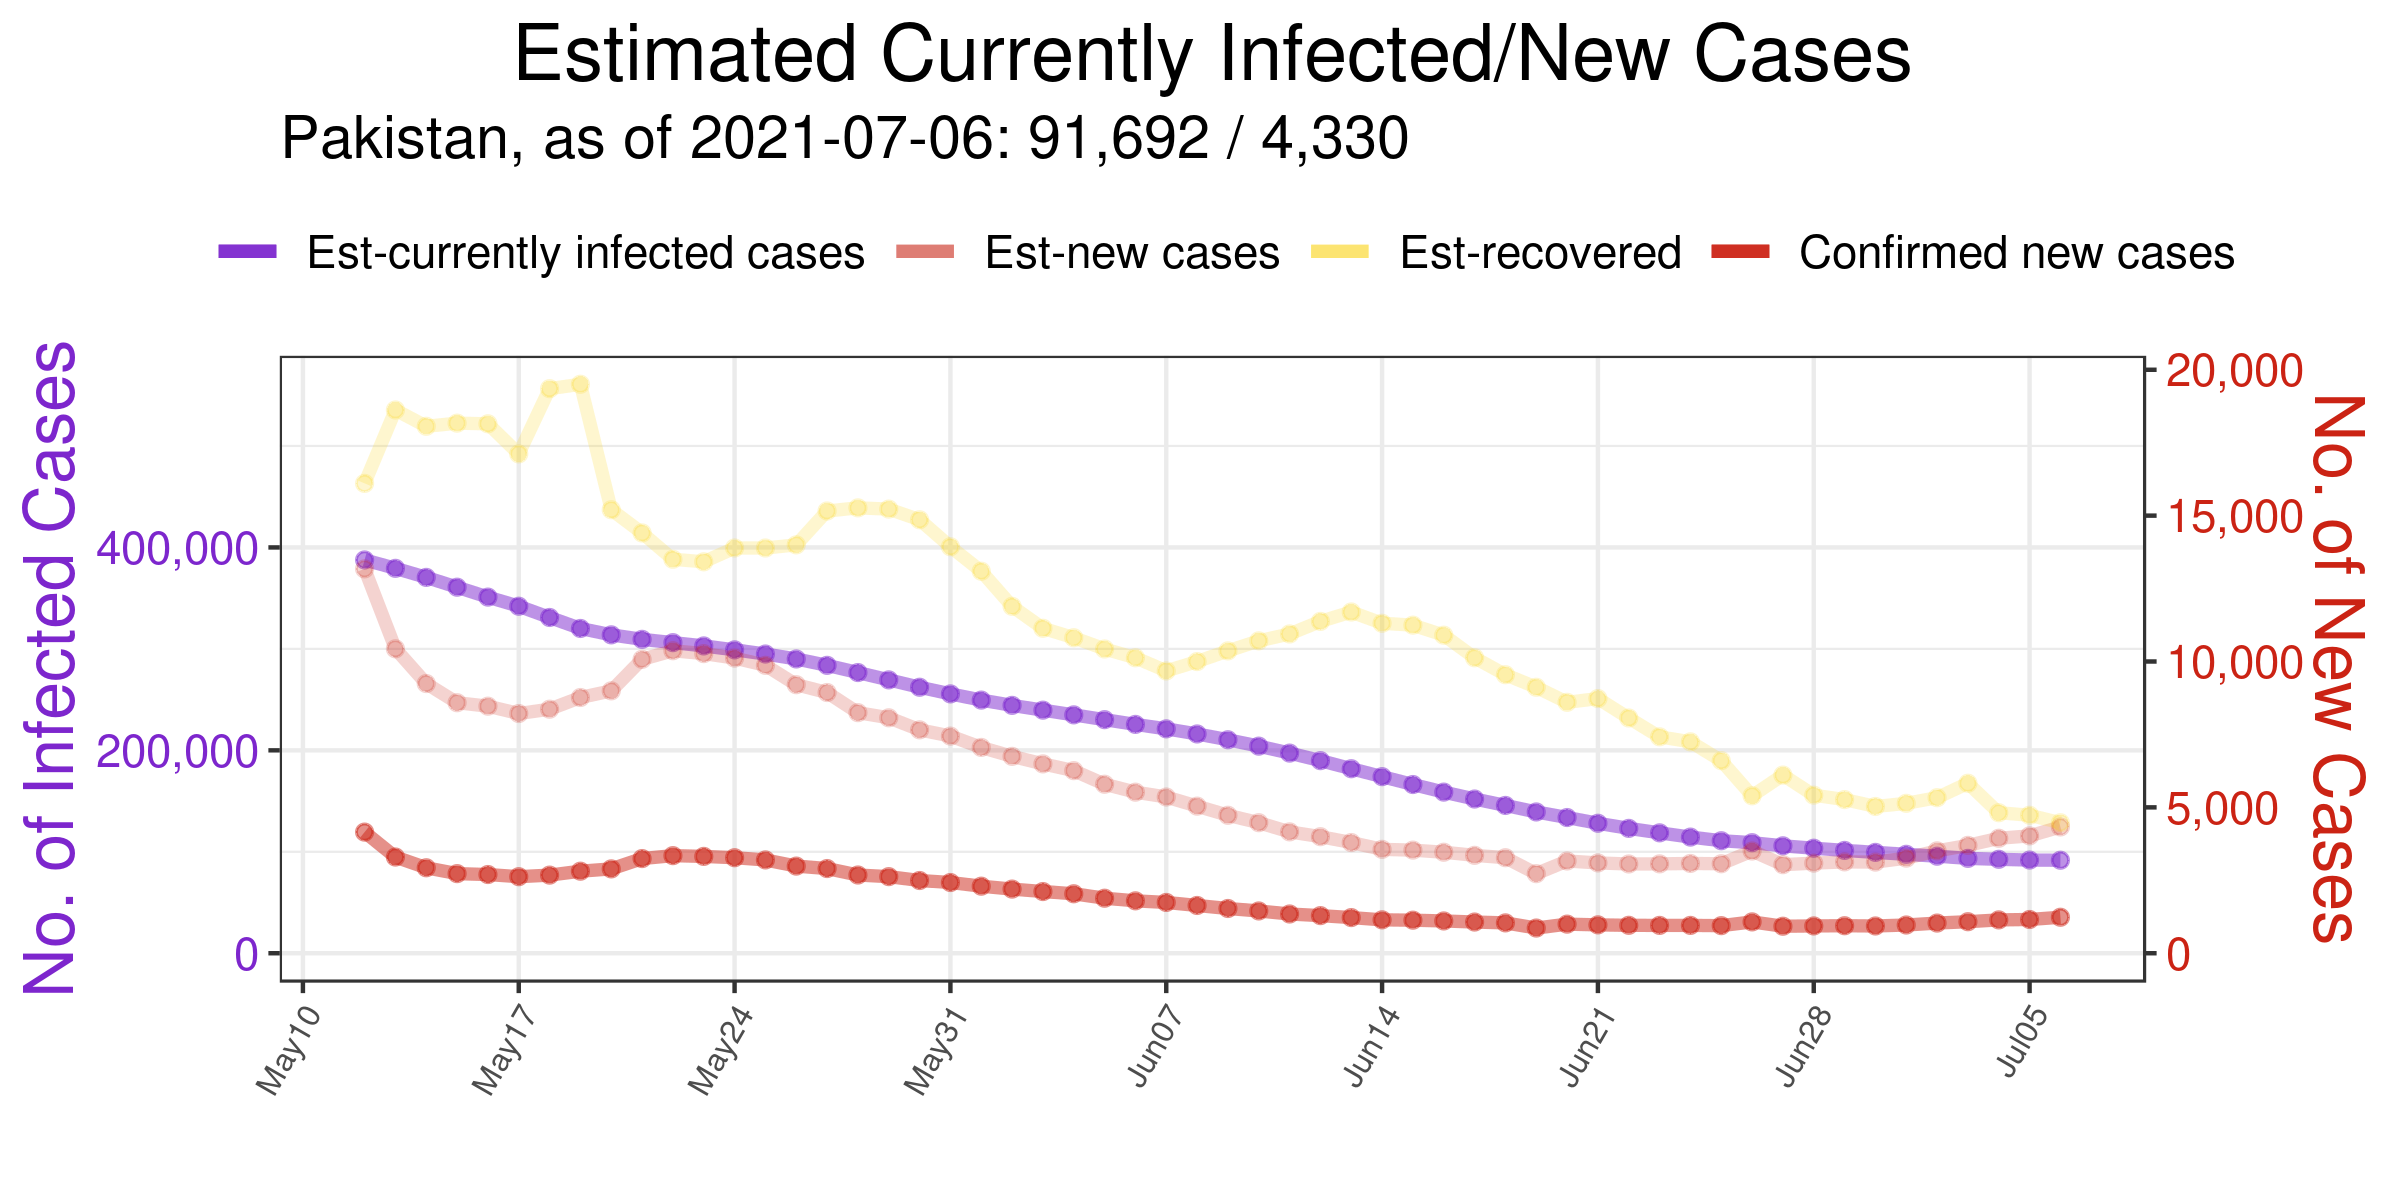 Estimated Currently Infected/New Cases
Pakistan, as of 2021-07-06: 91,692 / 4,330
Est-currently infected cases Est-new cases Est-recovered Confirmed new cases
No. of Infected Cases
400,000
200,000
0
20,000
15,000
10,000
5,000
0
No. of New Cases
May10 May17 May24 May31 Jun07 Jun14 Jun21 Jun28 Jul05